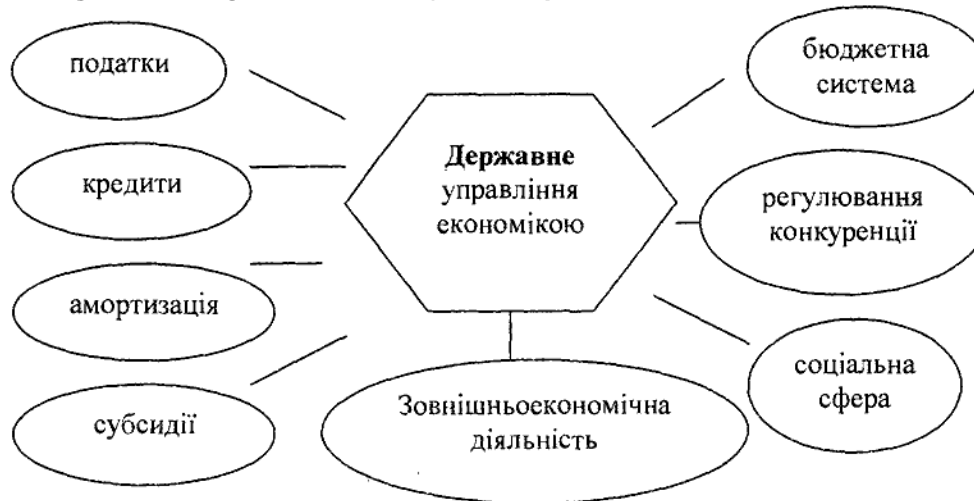 податки
кредити
амортизація
субсидії
Державне
управління
економікою
Зовнішньоекономічна
діяльність
бюджетна
система
регулювання
конкуренції
соціальна
сфера